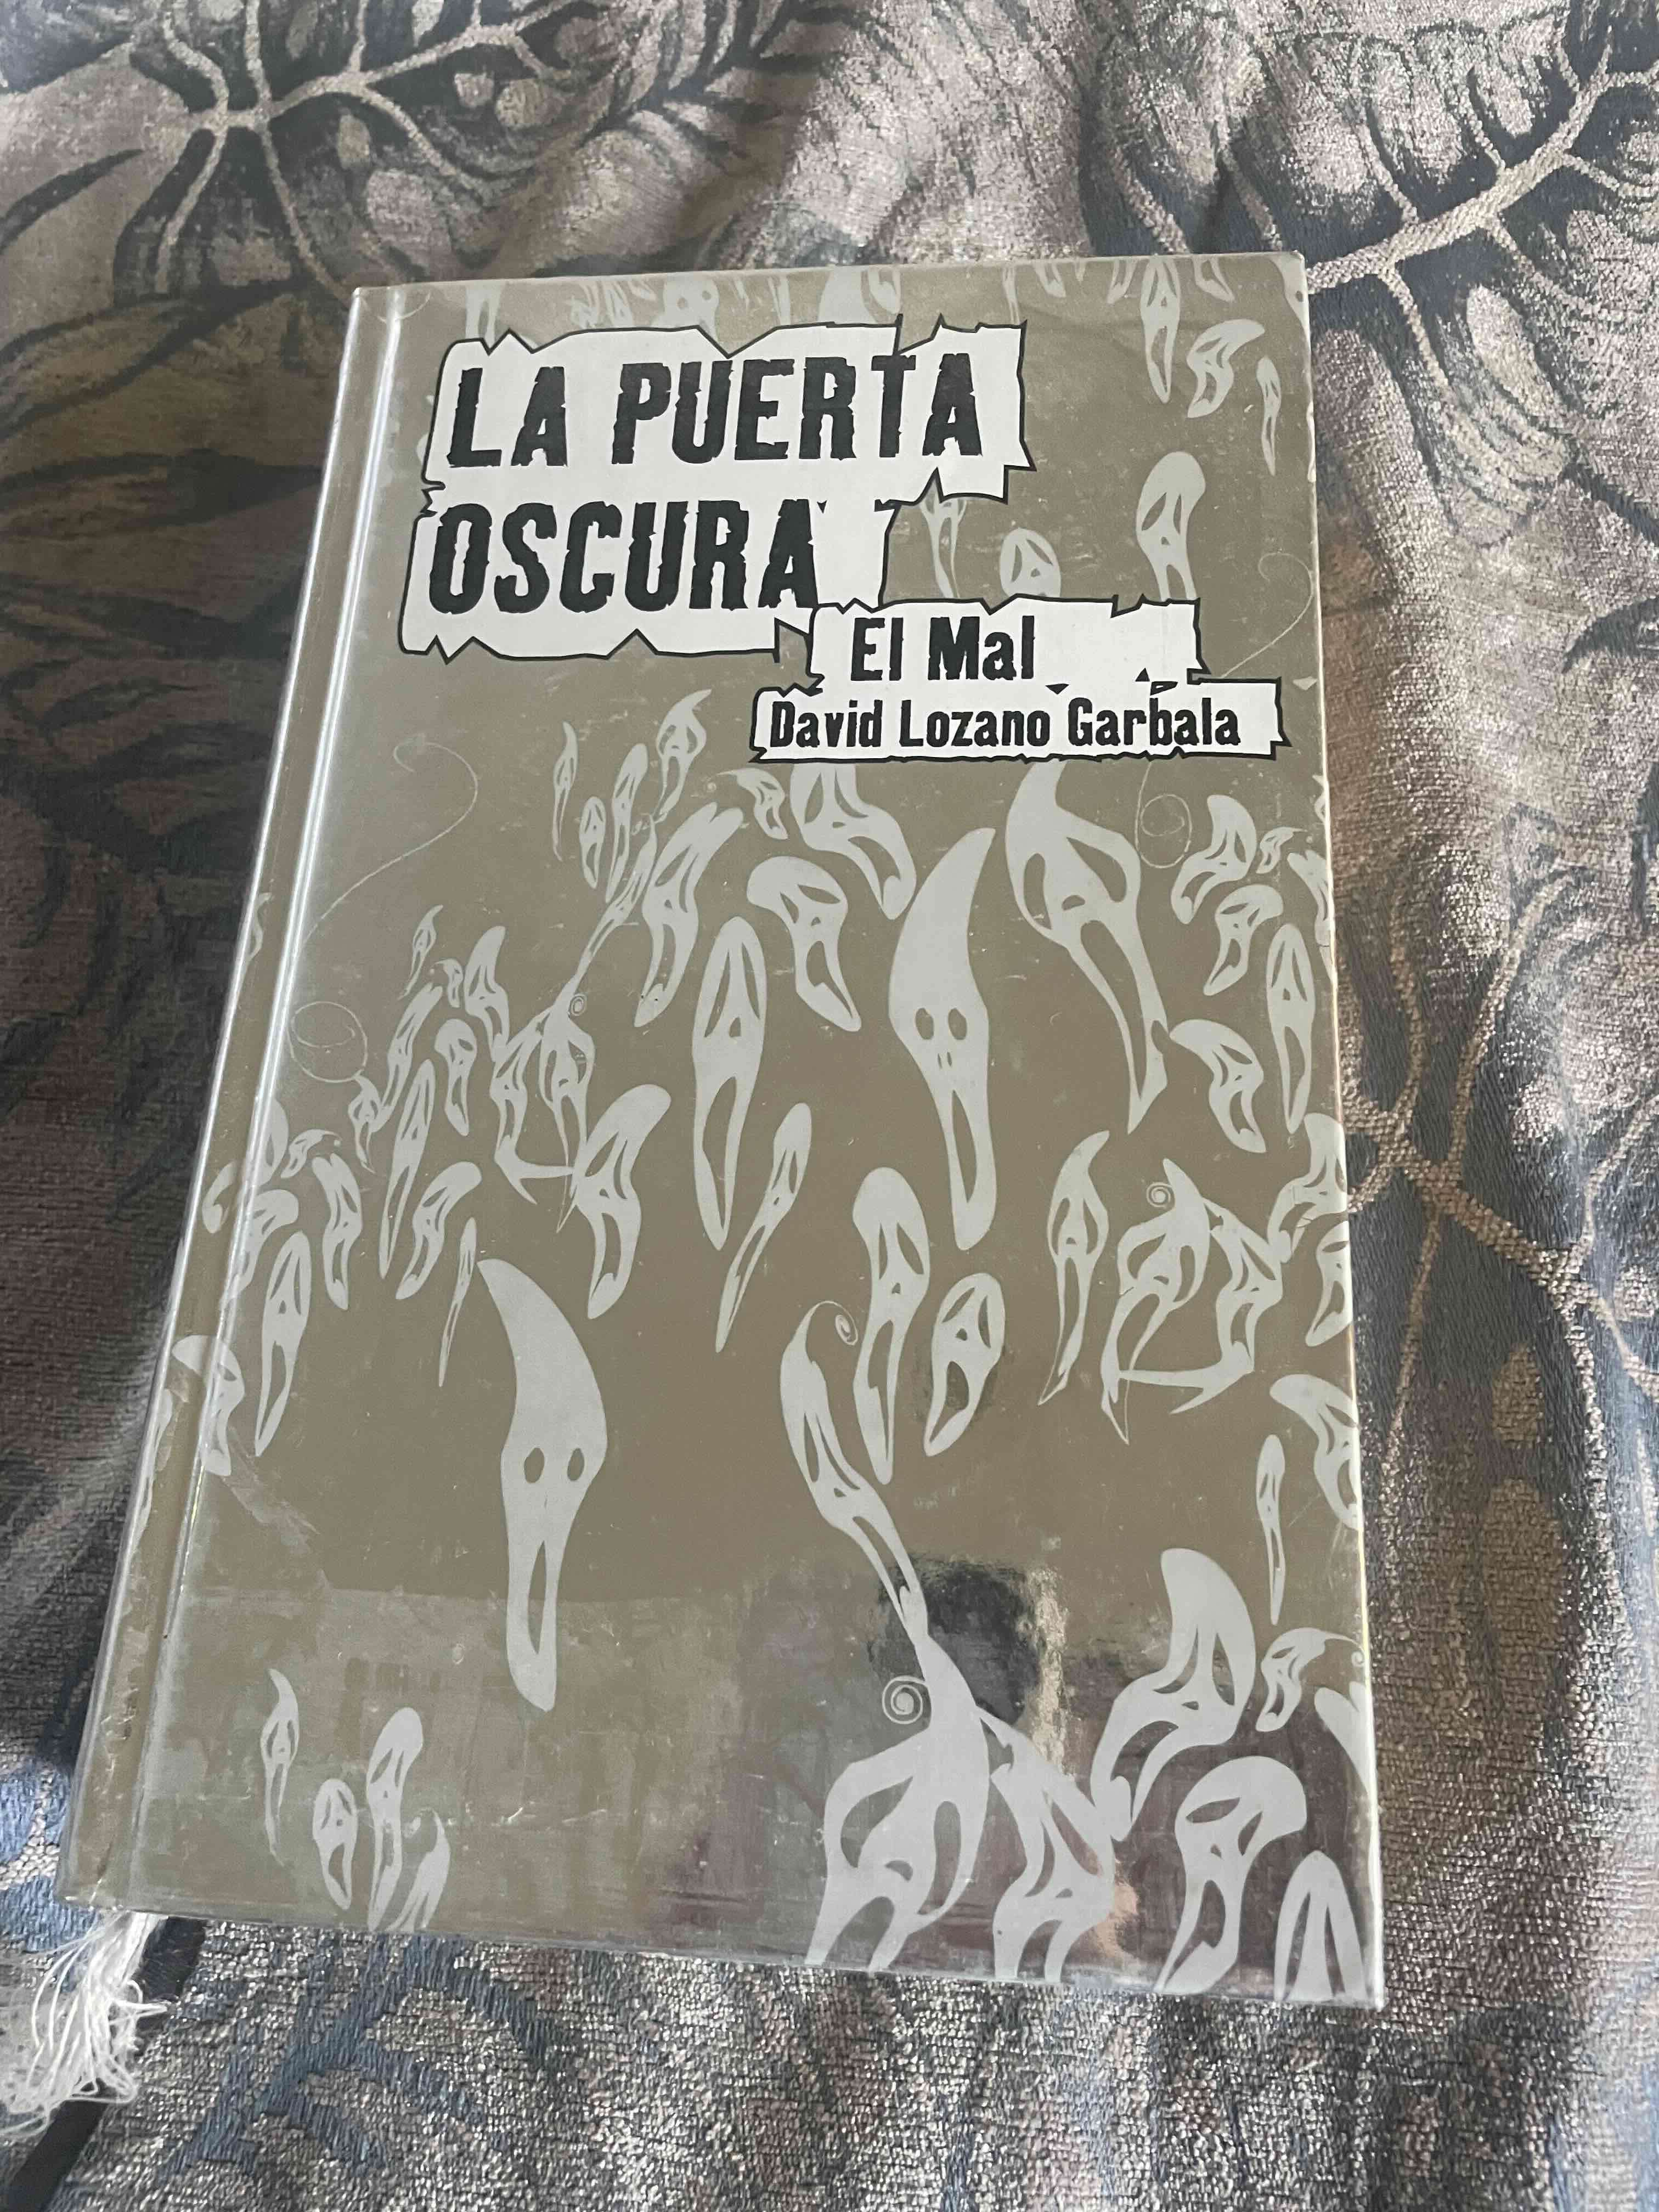 LA PUERTA
OSCURA
El Mal
David Lozano Garbala